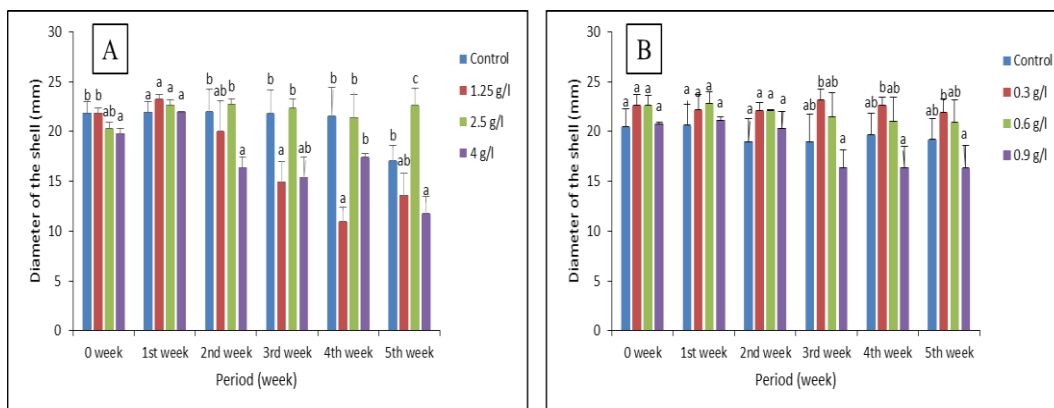 A
Diameter of the shell (mm)
30
25
20
15
10
5
0
b b ab a
a a a a
b ab b a
b a b ab
b a b b
b ab c a
0 week 1st week 2nd week 3rd week 4th week 5th week
Period (week)
Control
1.25 g/l
2.5 g/l
4 g/l
B
Diameter of the shell (mm)
30
25
20
15
10
5
0
a a a a
a a a a
a a a a
ab b ab a
ab b ab a
ab b ab a
0 week 1st week 2nd week 3rd week 4th week 5th week
Period (week)
Control
0.3 g/l
0.6 g/l
0.9 g/l